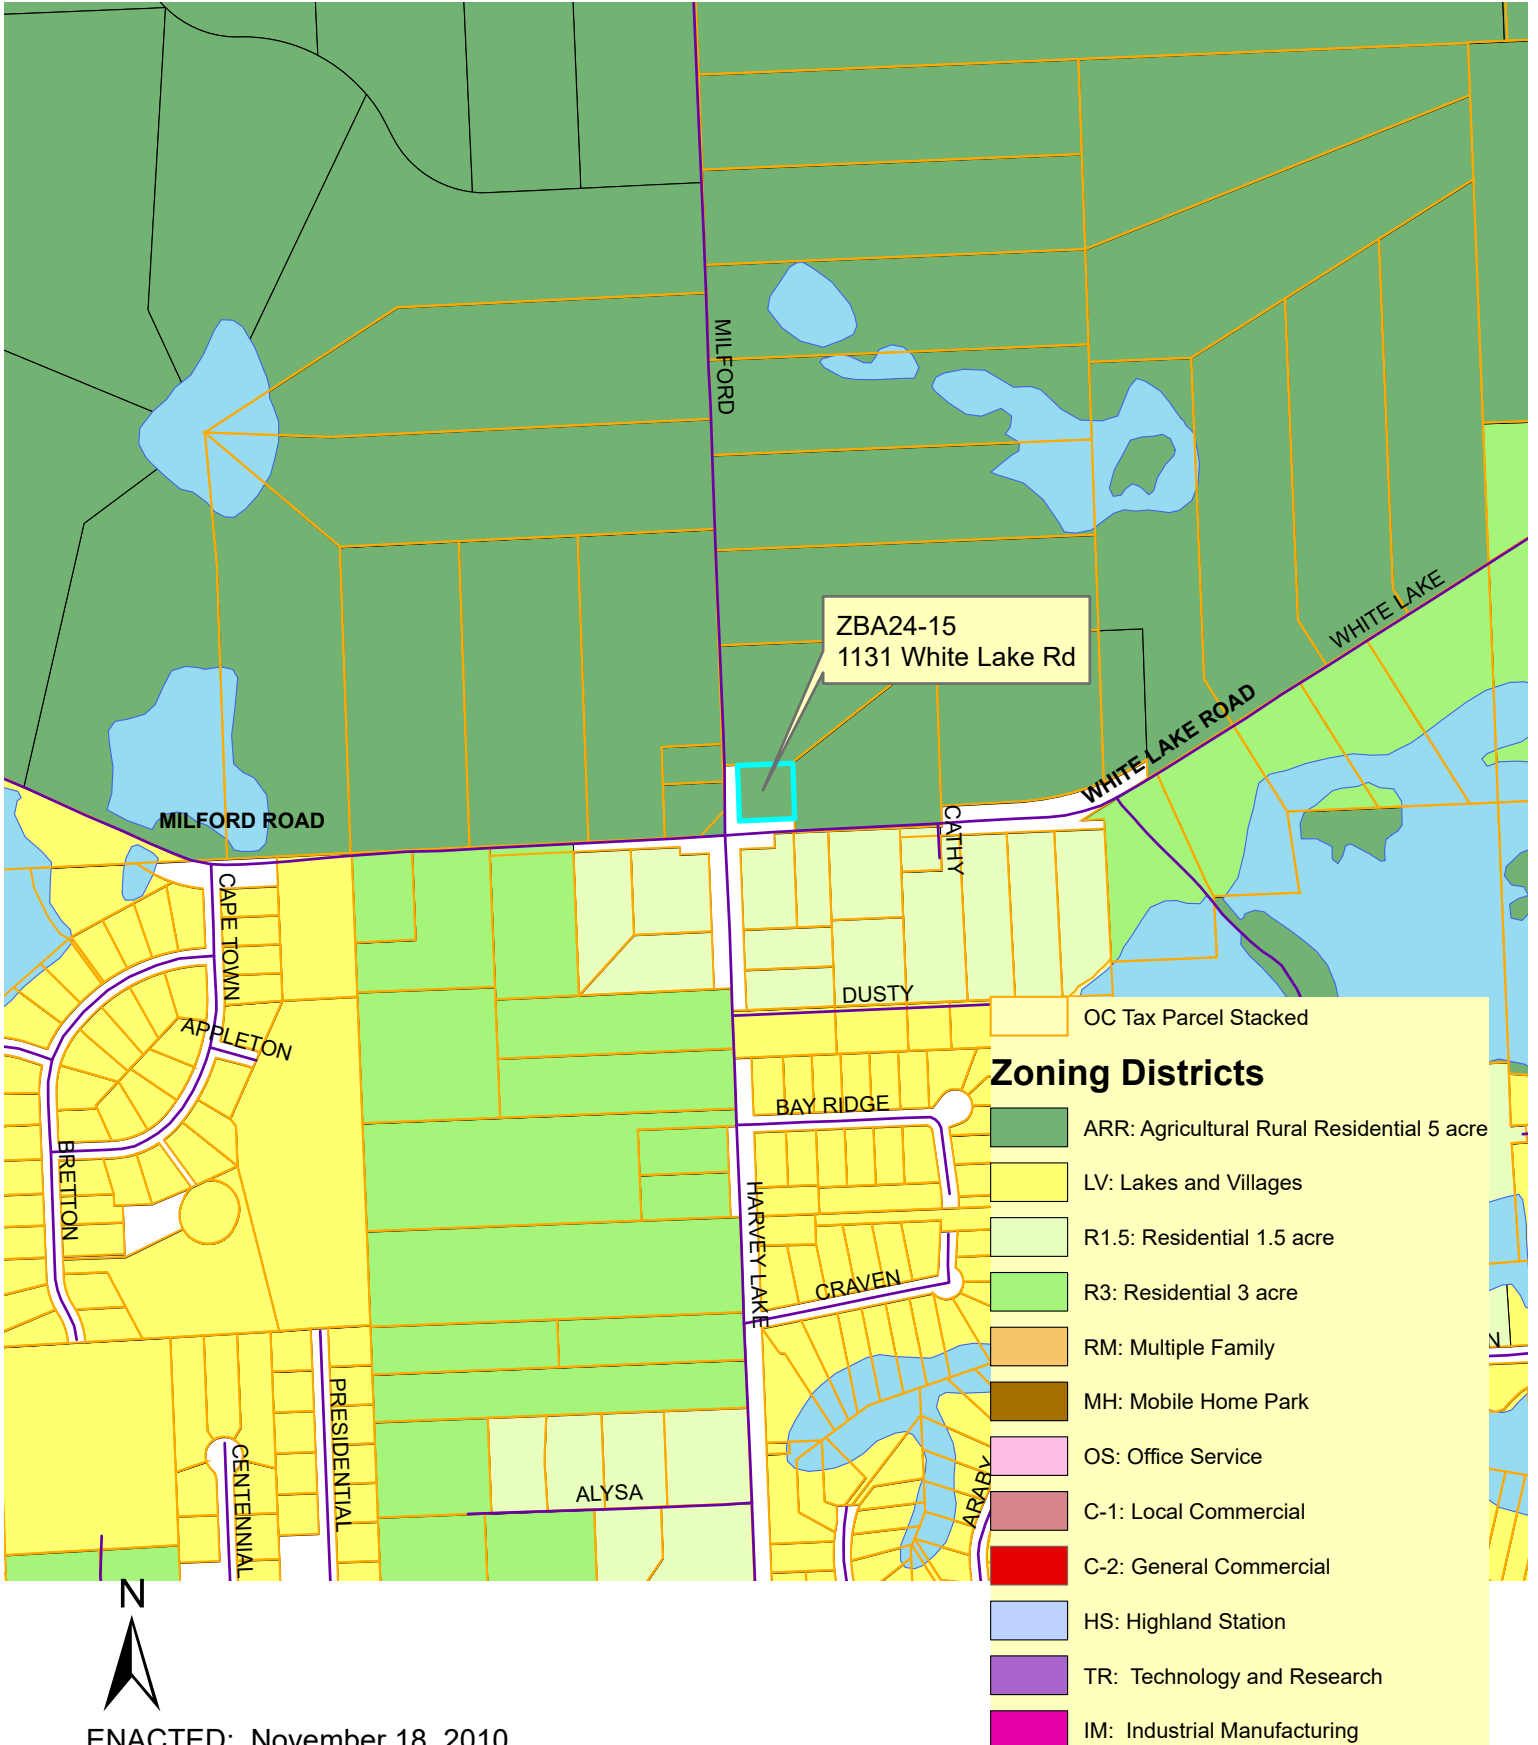 MILFORD
WHITE LAKE
ZBA24-15
1131 White Lake Rd
WHITE LAKE ROAD
MILFORD ROAD
CATHY
CAPE TOWN
DUSTY
APPLETON
OC Tax Parcel Stacked
Zoning Districts
BAY RIDGE
ARR: Agricultural Rural Residential 5 acre
BRETTON
LV: Lakes and Villages
HARVEY LAKE
R1.5: Residential 1.5 acre
CRAVEN
R3: Residential 3 acre
N
RM: Multiple Family
PRESIDENTIAL
MH: Mobile Home Park
CENTENNIAL
OS: Office Service
ALYSA
ARABY
C-1: Local Commercial
C-2: General Commercial
N
HS: Highland Station
TR: Technology and Research
IM: Industrial Manufacturing
ENACTED: November 18, 2010